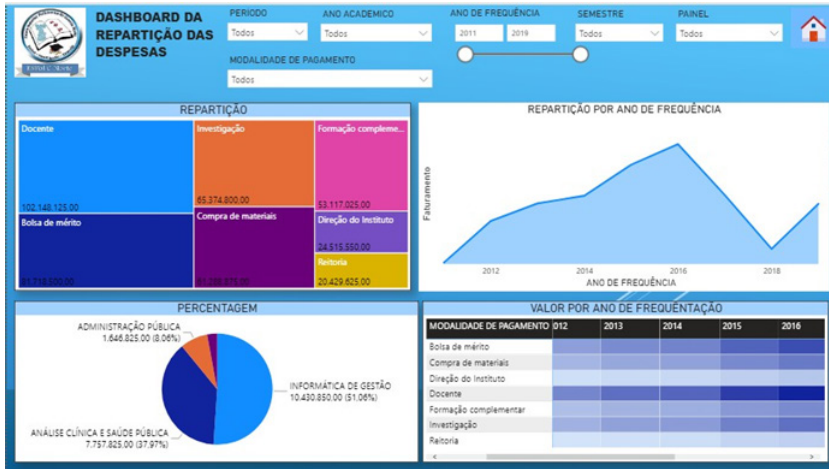 DASHBOARD DA
REPARTIÇÃO DAS
DESPESAS
PERIODO
Todos
ANO ACADEMICO
Todos
ANO DE FREQUÊNCIA
2011
2019
SEMESTRE
Todos
PAINEL
Todos
MODALIDADE DE PAGAMENTO
Todos
REPARTIÇÃO
Docente
102.148.125,00
Bolsa de mérito
Investigação
65.374.800,00
Compra de materiais
Formação compleme...
53.117.025,00
Direção do Instituto
24.515.550,00
Reitoria
20.429.625,00
REPARTIÇÃO POR ANO DE FREQUÊNCIA
Faturamento
2012
2014
2016
2018
ANO DE FREQUÊNCIA
PERCENTAGEM
ADMINISTRAÇÃO PÚBLICA
1.646.825,00 (8,06%)
INFORMÁTICA DE GESTÃO
10.430.850,00 (51,06%)
ANÁLISE CLÍNICA E SAÚDE PÚBLICA
7.757.825,00 (37,97%)
VALOR POR ANO DE FREQUENTAÇÃO
MODALIDADE DE PAGAMENTO 012 2013 2014 2015 2016
Bolsa de mérito
Compra de materiais
Direção do Instituto
Docente
Formação complementar
Investigação
Reitoria